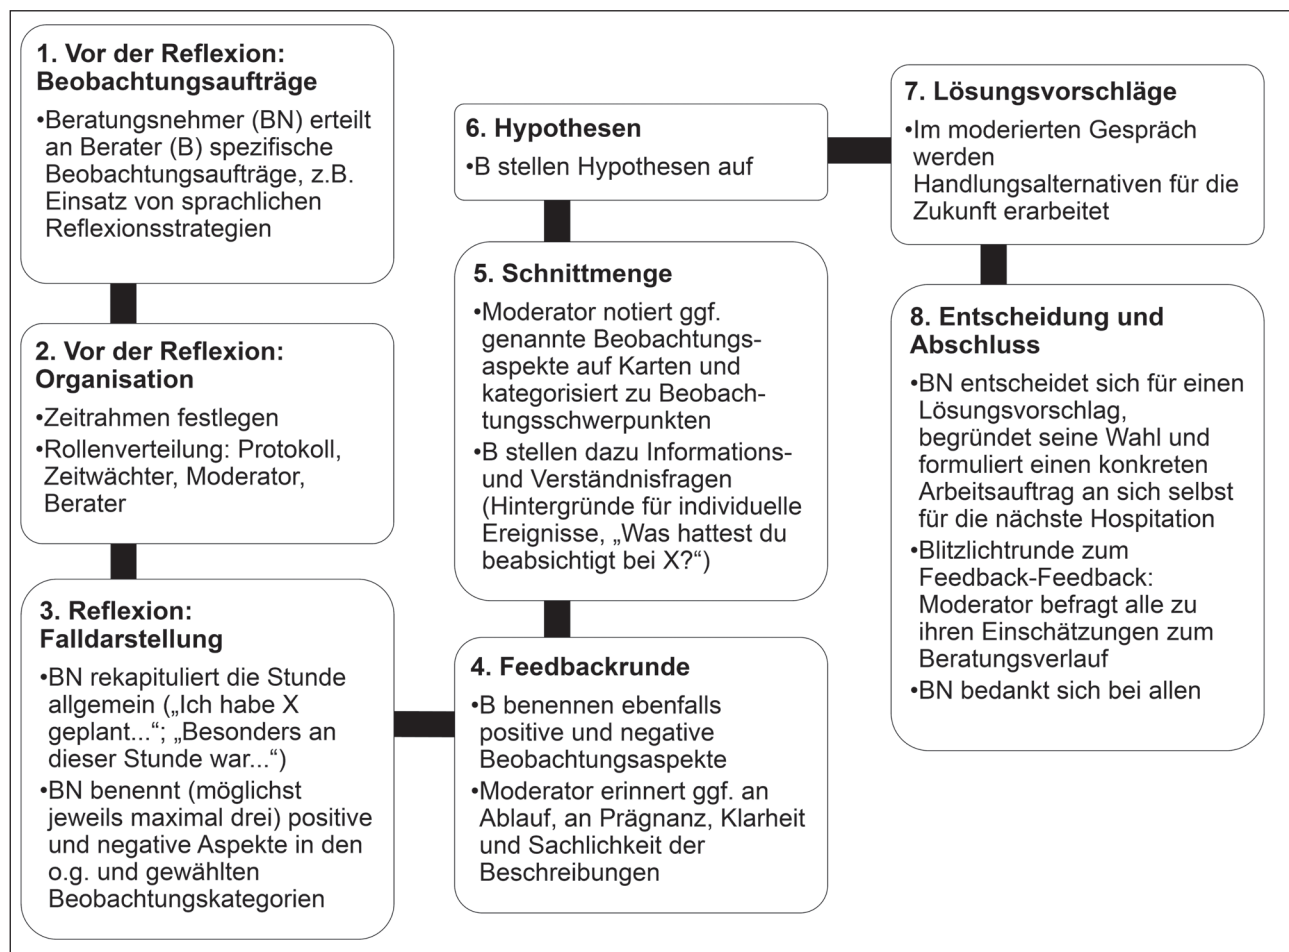 1. Vor der Reflexion:
Beobachtungsaufträge
•Beratungsnehmer (BN) erteilt
an Berater (B) spezifische
Beobachtungsaufträge, z.B.
Einsatz von sprachlichen
Reflexionsstrategien
2. Vor der Reflexion:
Organisation
•Zeitrahmen festlegen
•Rollenverteilung: Protokoll,
Zeitwächter, Moderator,
Berater
3. Reflexion:
Falldarstellung
•BN rekapituliert die Stunde
allgemein („Ich habe X
geplant...“; „Besonders an
dieser Stunde war...“)
•BN benennt (möglichst
jeweils maximal drei) positive
und negative Aspekte in den
o.g. und gewählten
Beobachtungskategorien
4. Feedbackrunde
•B benennen ebenfalls
positive und negative
Beobachtungsaspekte
•Moderator erinnert ggf. an
Ablauf, an Prägnanz, Klarheit
und Sachlichkeit der
Beschreibungen
5. Schnittmenge
•Moderator notiert ggf.
genannte Beobachtungs-
aspekte auf Karten und
kategorisiert zu Beobach-
tungsschwerpunkten
•B stellen dazu Informations-
und Verständnisfragen
(Hintergründe für individuelle
Ereignisse, „Was hattest du
beabsichtigt bei X?“)
6. Hypothesen
•B stellen Hypothesen auf
7. Lösungsvorschläge
•Im moderierten Gespräch
werden
Handlungsalternativen für die
Zukunft erarbeitet
8. Entscheidung und
Abschluss
•BN entscheidet sich für einen
Lösungsvorschlag,
begründet seine Wahl und
formuliert einen konkreten
Arbeitsauftrag an sich selbst
für die nächste Hospitation
•Blitzlichtrunde zum
Feedback-Feedback:
Moderator befragt alle zu
ihren Einschätzungen zum
Beratungsverlauf
•BN bedankt sich bei allen